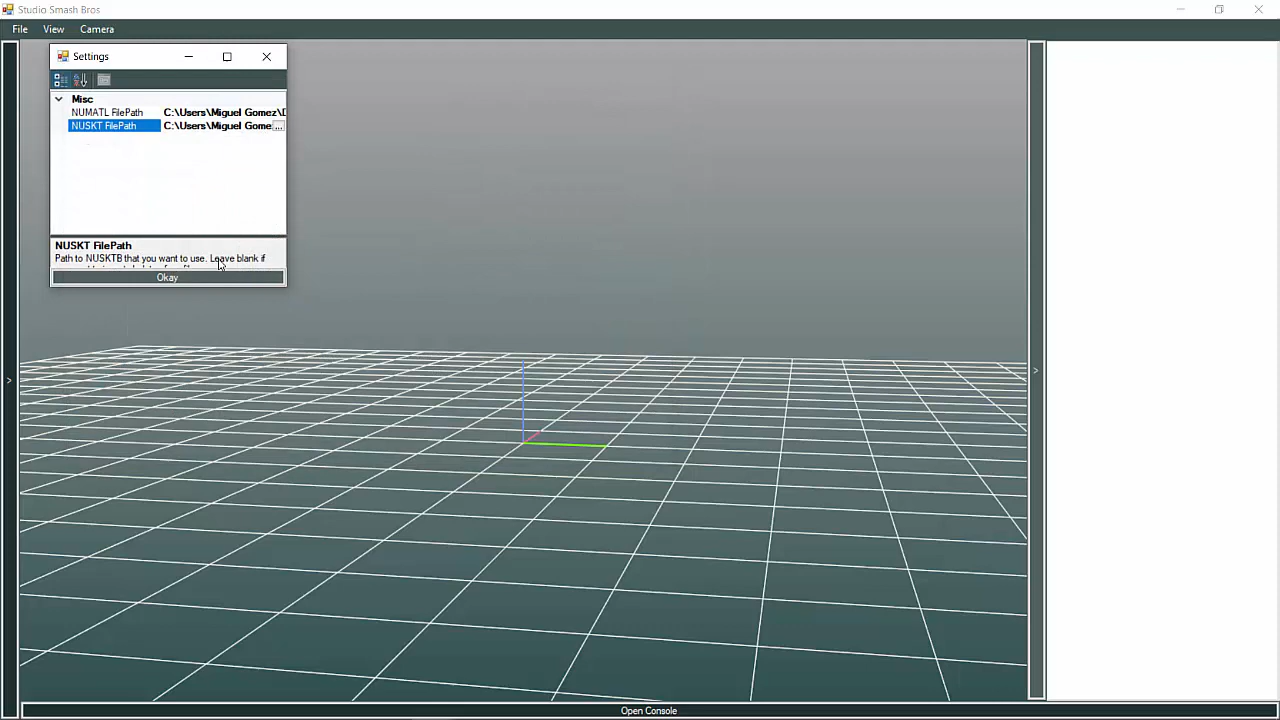 Studio Smash Bros
File View Camera
Settings
Misc
NUMATL FilePath C:\Users\Miguel Gomez\D
NUSKT FilePath C:\Users\Miguel Gome ...
NUSKT FilePath
Path to NUSKTB that you want to use. Leave blank if
Okay
>
>
Open Console